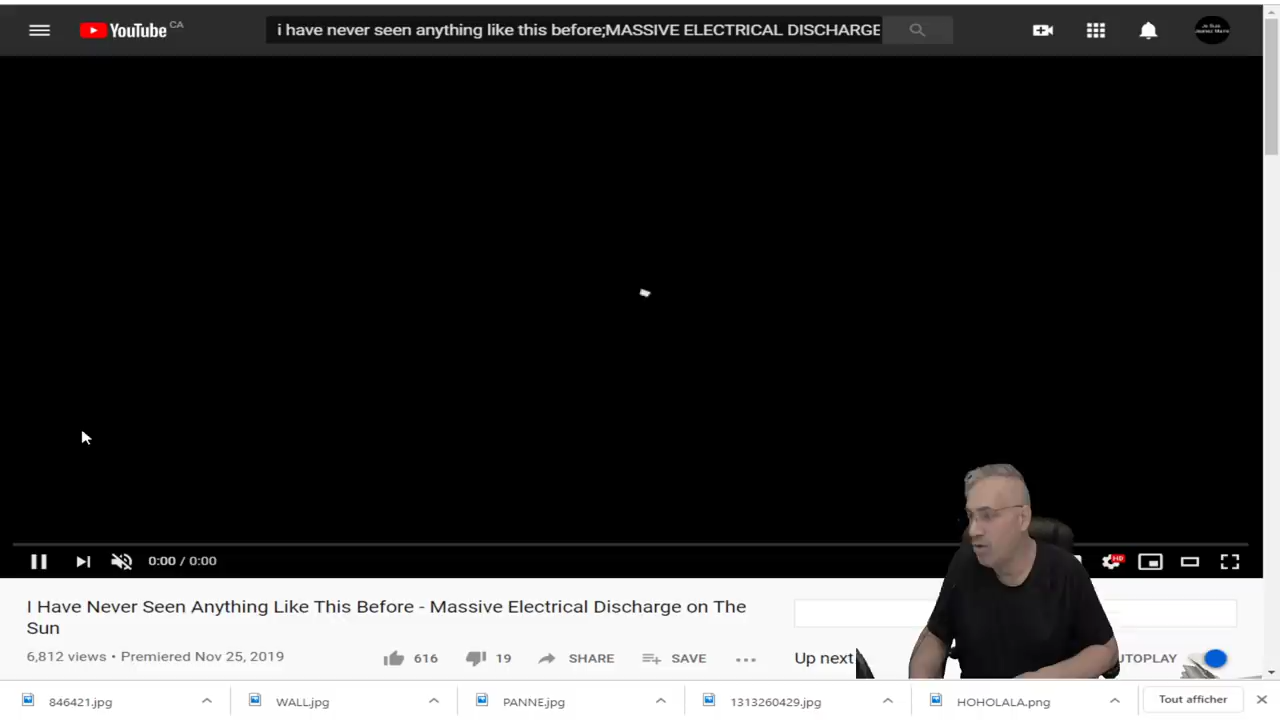 YouTube CA
i have never seen anything like this before;MASSIVE ELECTRICAL DISCHARGE
0:00 / 0:00
HD
I Have Never Seen Anything Like This Before - Massive Electrical Discharge on The
Sun
6,812 views • Premiered Nov 25, 2019
616
19
SHARE
SAVE
Up next
UTOPLAY
846421.jpg
WALL.jpg
PANNE.jpg
1313260429.jpg
HOHOLALA.png
Tout afficher